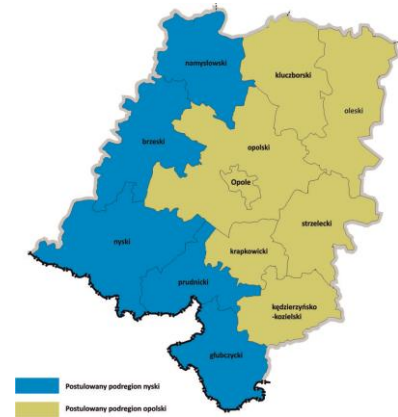 namysłowski
kluczborski
oleski
brzeski
opolski
Opole
strzelecki
nyski
krapkowicki
prudnicki
kędzierzyńsko
-kozielski
głubczycki
Postulowany podregion nyski
Postulowany podregion opolski